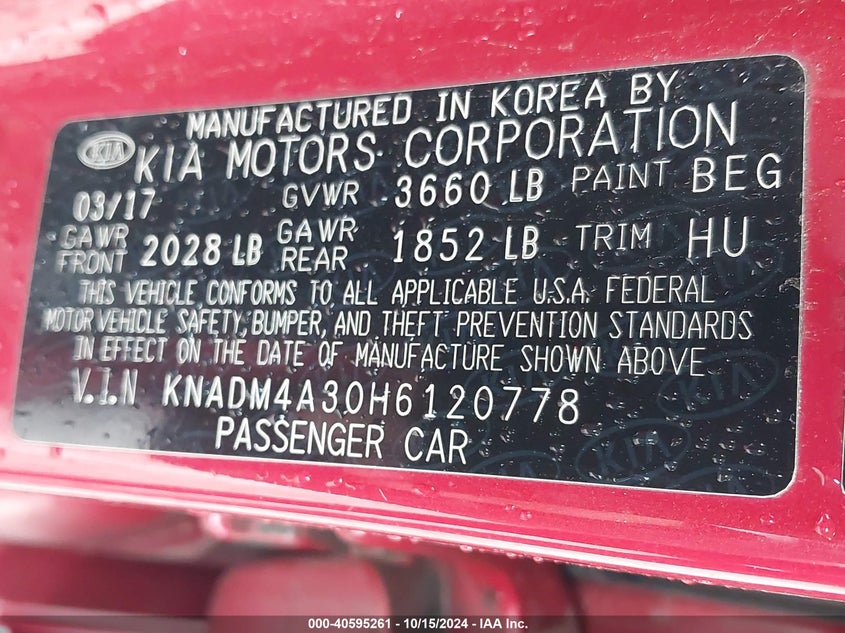 MANUFACTURED IN KOREA BY
KIA KIA MOTORS CORPORATION
03/17 GVWR 3660 LB PAINT BEG
GAWR FRONT 2028 LB GAWR REAR 1852 LB TRIM HU
THIS VEHICLE CONFORMS TO ALL APPLICABLE U.S.A. FEDERAL
MOTOR VEHICLE SAFETY, BUMPER, AND THEFT PREVENTION STANDARDS
IN EFFECT ON THE DATE OF MANUFACTURE SHOWN ABOVE
V.I.N KNADM4A30H6120778
PASSENGER CAR
000-40595261 - 10/15/2024 - IAA Inc.